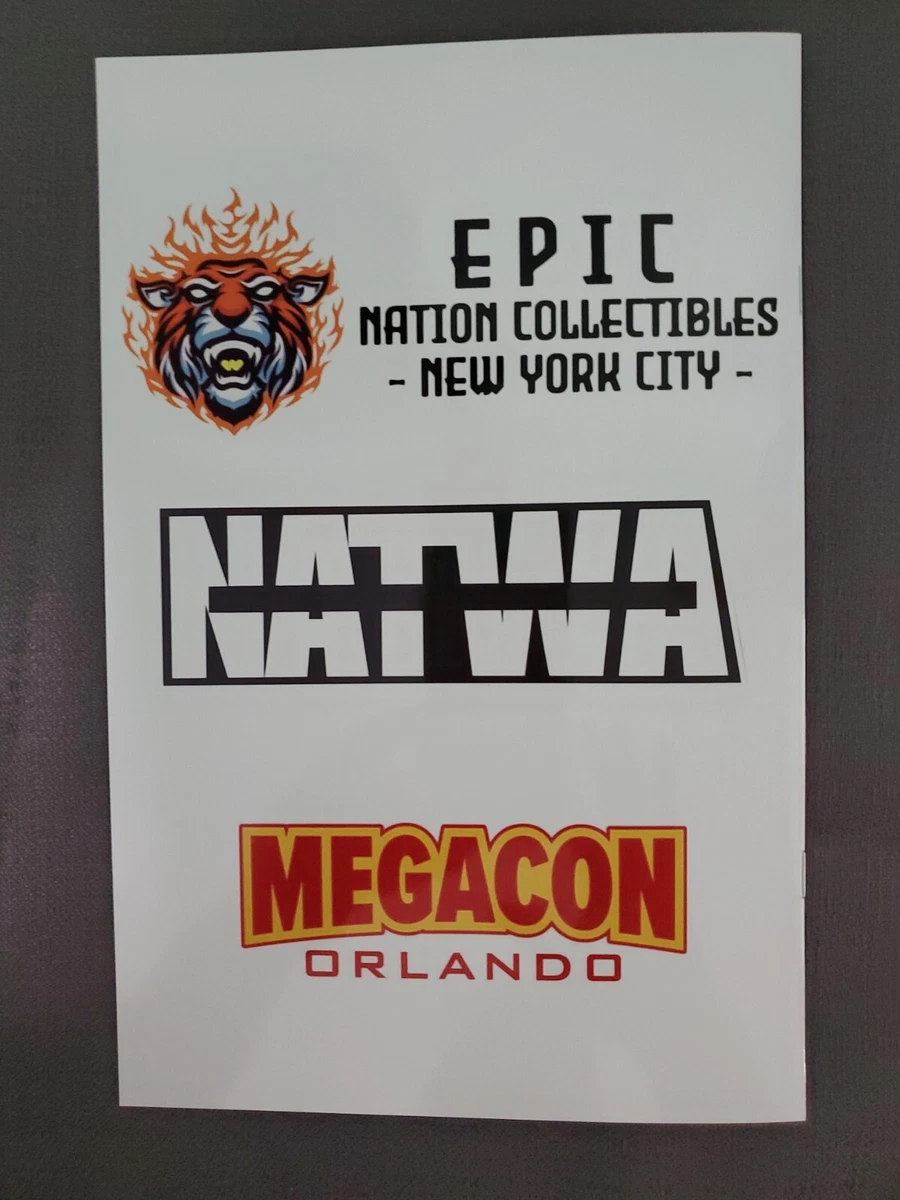 EPIC
NATION COLLECTIBLES
- NEW YORK CITY -
NATWA
MEGACON
ORLANDO